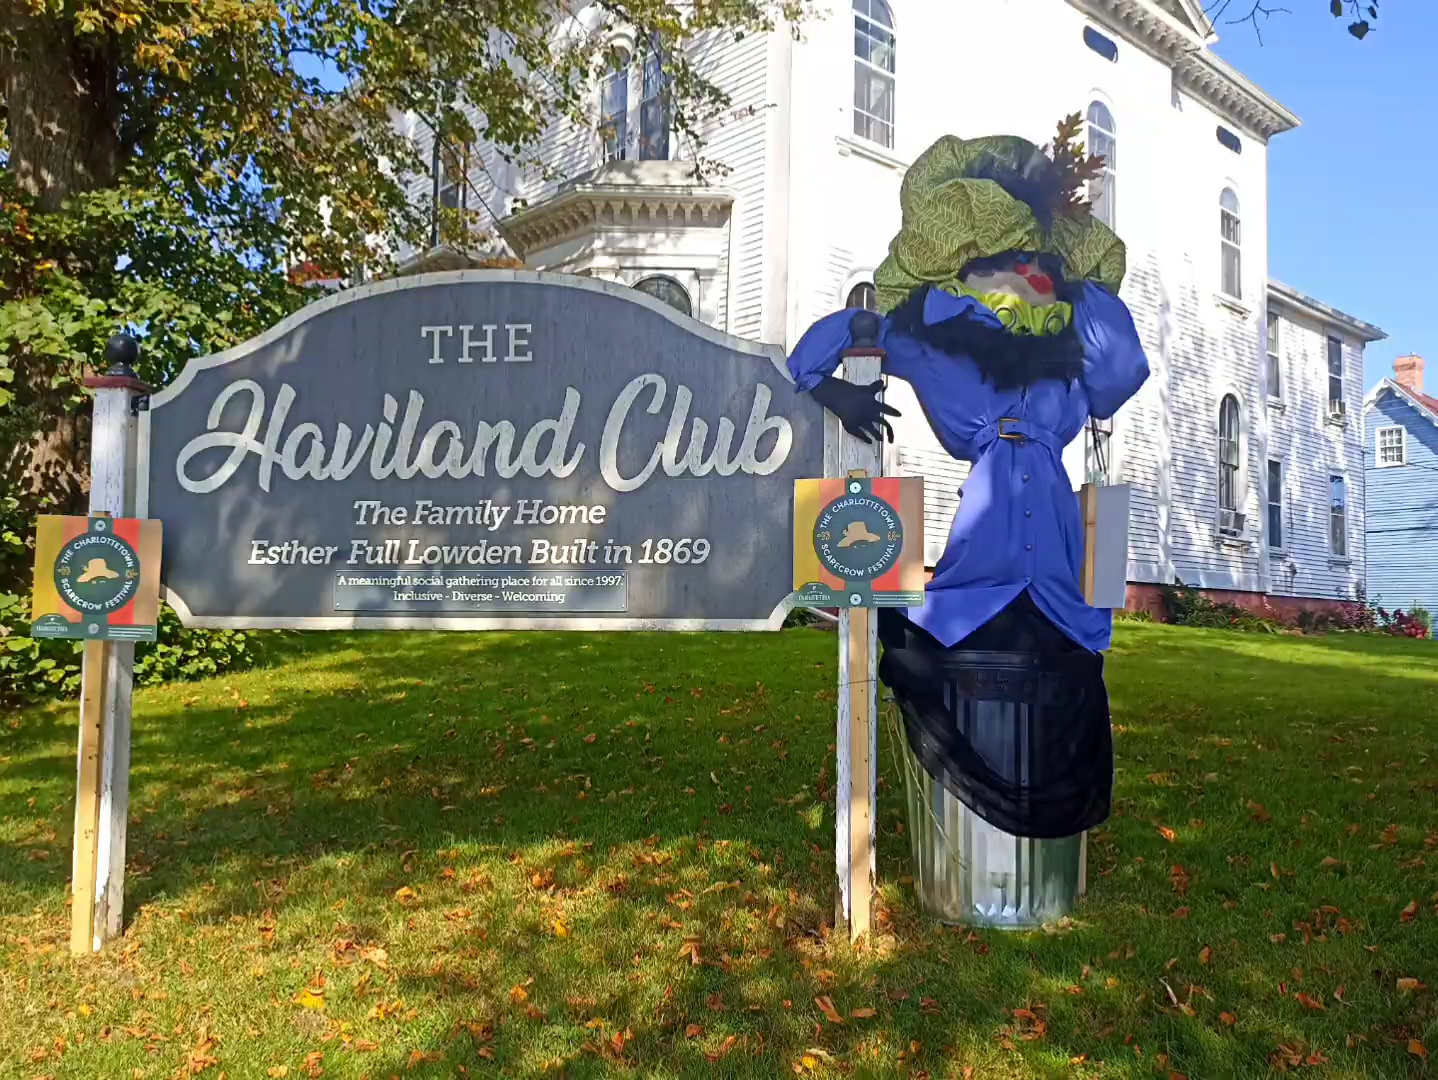 THE
Haviland Club
The Family Home
Esther Full Lowden Built in 1869
A meaningful social gathering place for all since 1997.
Inclusive - Diverse - Welcoming
THE CHARLOTTETOWN
SCARECROW FESTIVAL
THE CHARLOTTETOWN
SCARECROW FESTIVAL